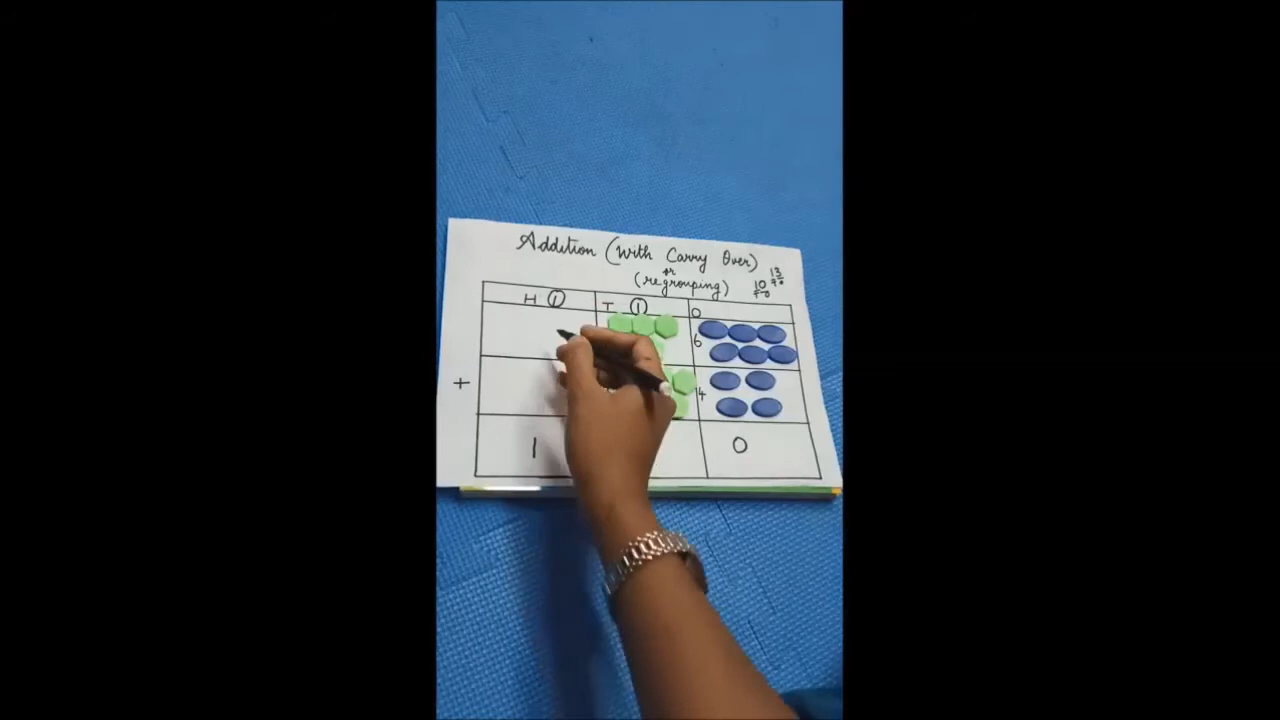 Addition (With Carry Over)
or
(regrouping)
10 13
H ① T ① O
6
+ 4
1 0